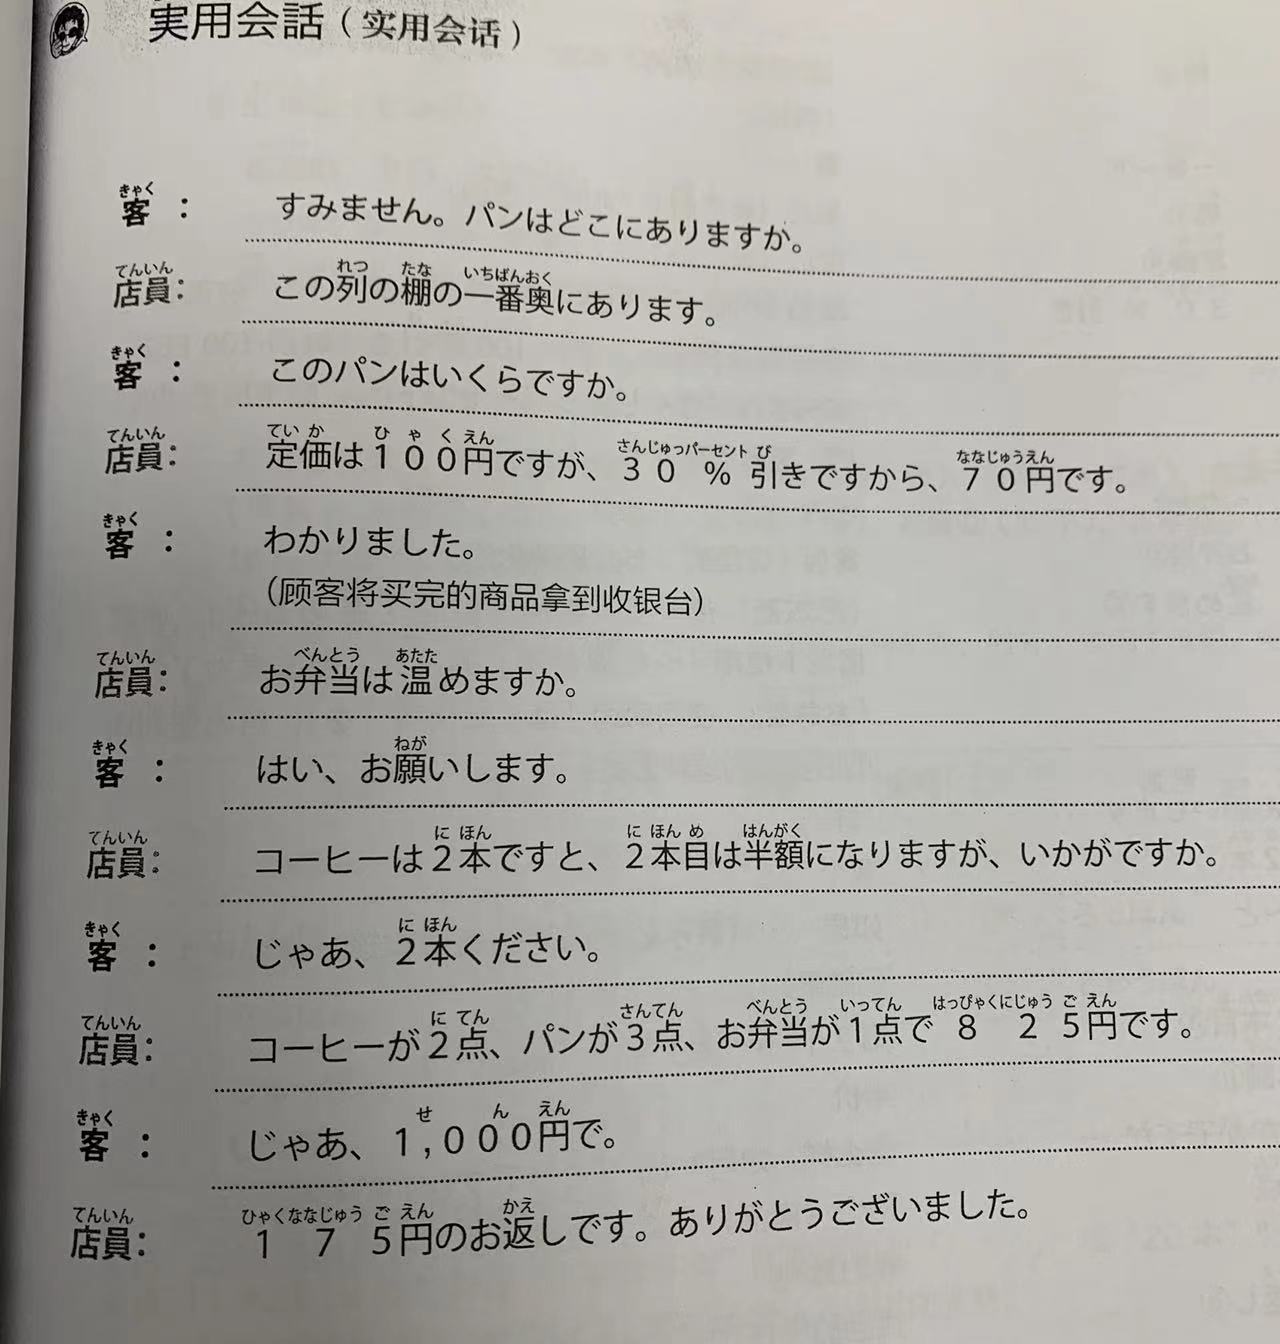 実用会話（实用会话）
きゃく
客：すみません。パンはどこにありますか。
てんいん れつ たな いちばんおく
店員：この列の棚の一番奥にあります。
きゃく
客：このパンはいくらですか。
てんいん ていか ひゃくえん さんじゅっパーセント び ななじゅうえん
店員：定価は１００円ですが、３０％引きですから、７０円です。
きゃく
客：わかりました。
（顾客将买完的商品拿到收银台）
てんいん べんとう あたた
店員：お弁当は温めますか。
きゃく ねが
客：はい、お願いします。
てんいん に ほん に ほん め はんがく
店員：コーヒーは２本ですと、２本目は半額になりますが、いかがですか。
きゃく に ほん
客：じゃあ、２本ください。
てんいん に てん さんてん べんとう いってん はっぴゃくにじゅう ご えん
店員：コーヒーが２点、パンが３点、お弁当が１点で８２５円です。
きゃく せん えん
客：じゃあ、１,０００円で。
てんいん ひゃくななじゅう ご えん かえ
店員：１７５円のお返しです。ありがとうございました。